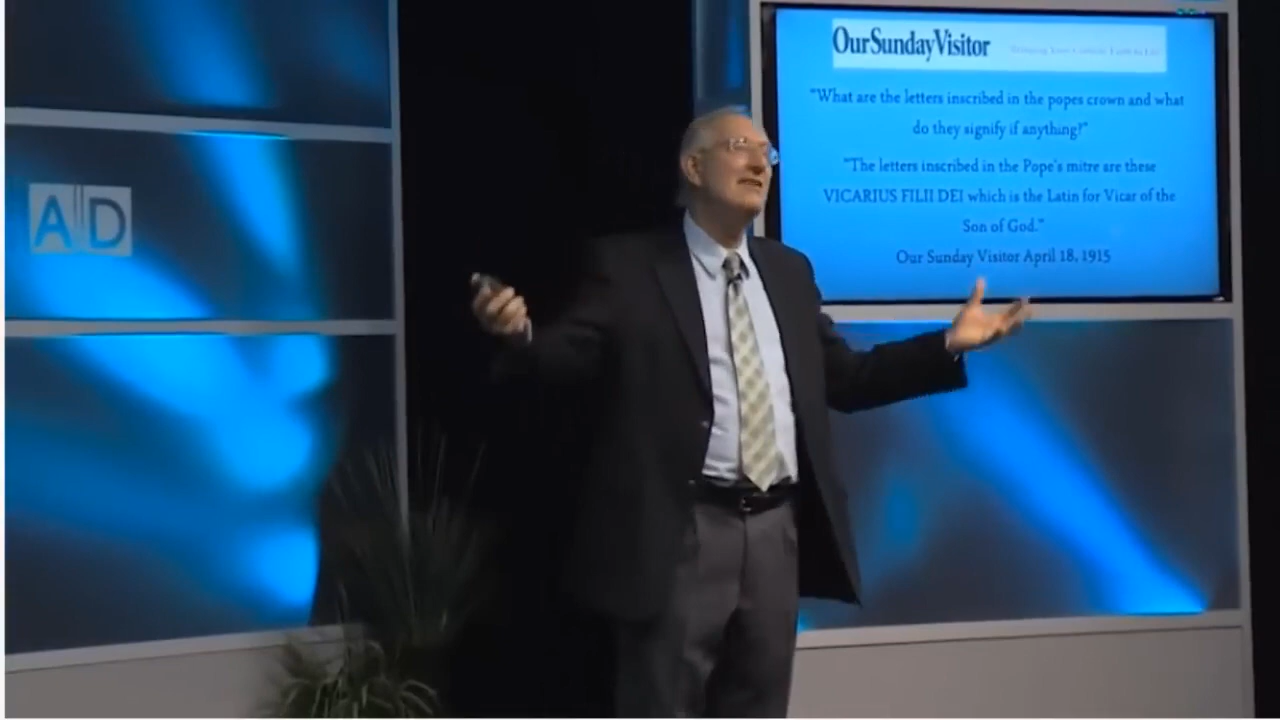 A D
OurSundayVisitor
"What are the letters inscribed in the popes crown and what
do they signify if anything?"
"The letters inscribed in the Pope's mitre are these
VICARIUS FILII DEI which is the Latin for Vicar of the
Son of God."
Our Sunday Visitor April 18, 1915